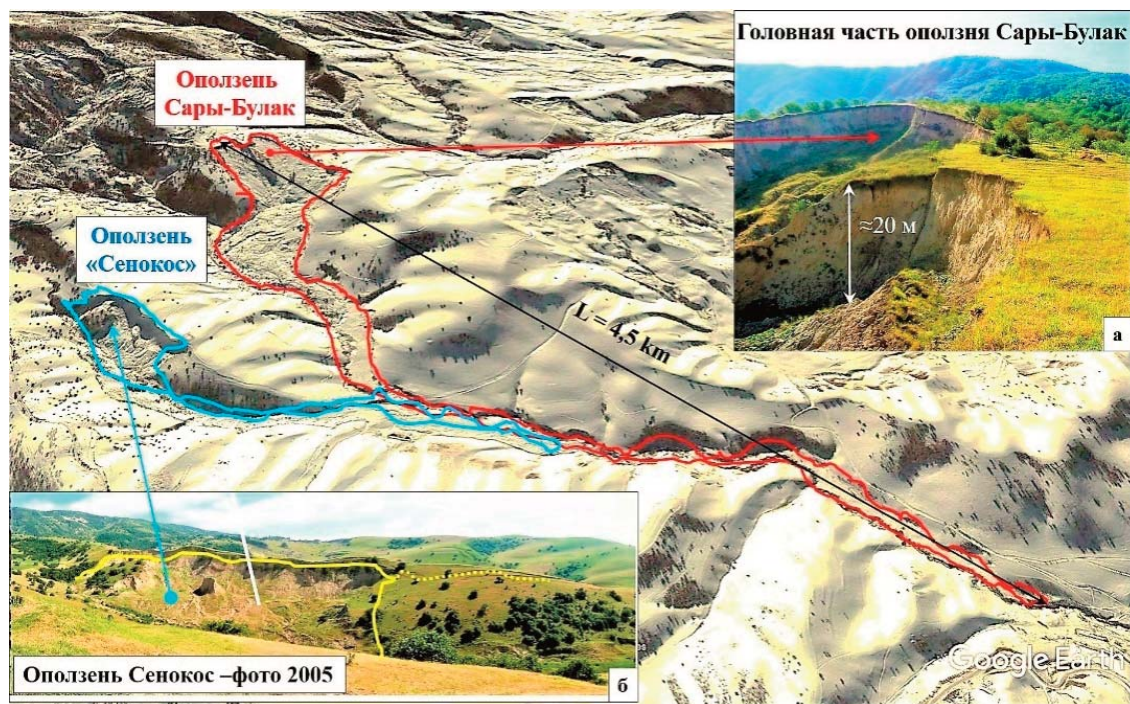 Головная часть оползня Сары-Булак
≈20 м
а
Оползень
Сары-Булак
Оползень
«Сенокос»
L = 4,5 km
Оползень Сенокос –фото 2005
б
Google Earth